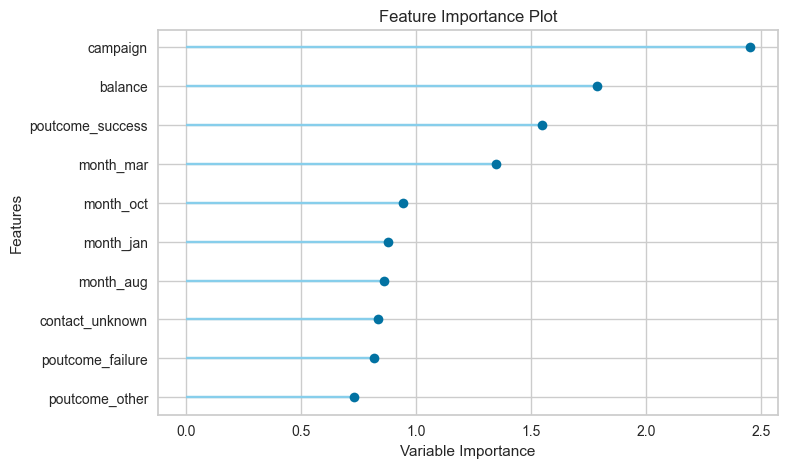 Feature Importance Plot
campaign
balance
poutcome_success
month_mar
month_oct
month_jan
month_aug
contact_unknown
poutcome_failure
poutcome_other
Features
0.0 0.5 1.0 1.5 2.0 2.5
Variable Importance